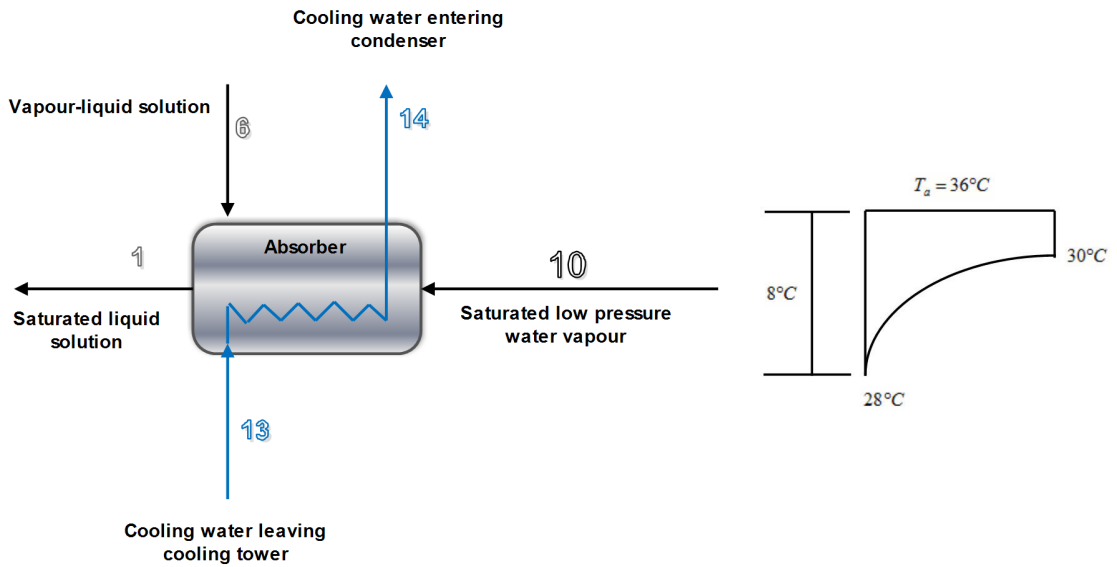 Cooling water entering
condenser
Vapour-liquid solution
6
14
Absorber
1
10
Saturated liquid
solution
Saturated low pressure
water vapour
13
Cooling water leaving
cooling tower
Tₐ = 36°C
30°C
8°C
28°C